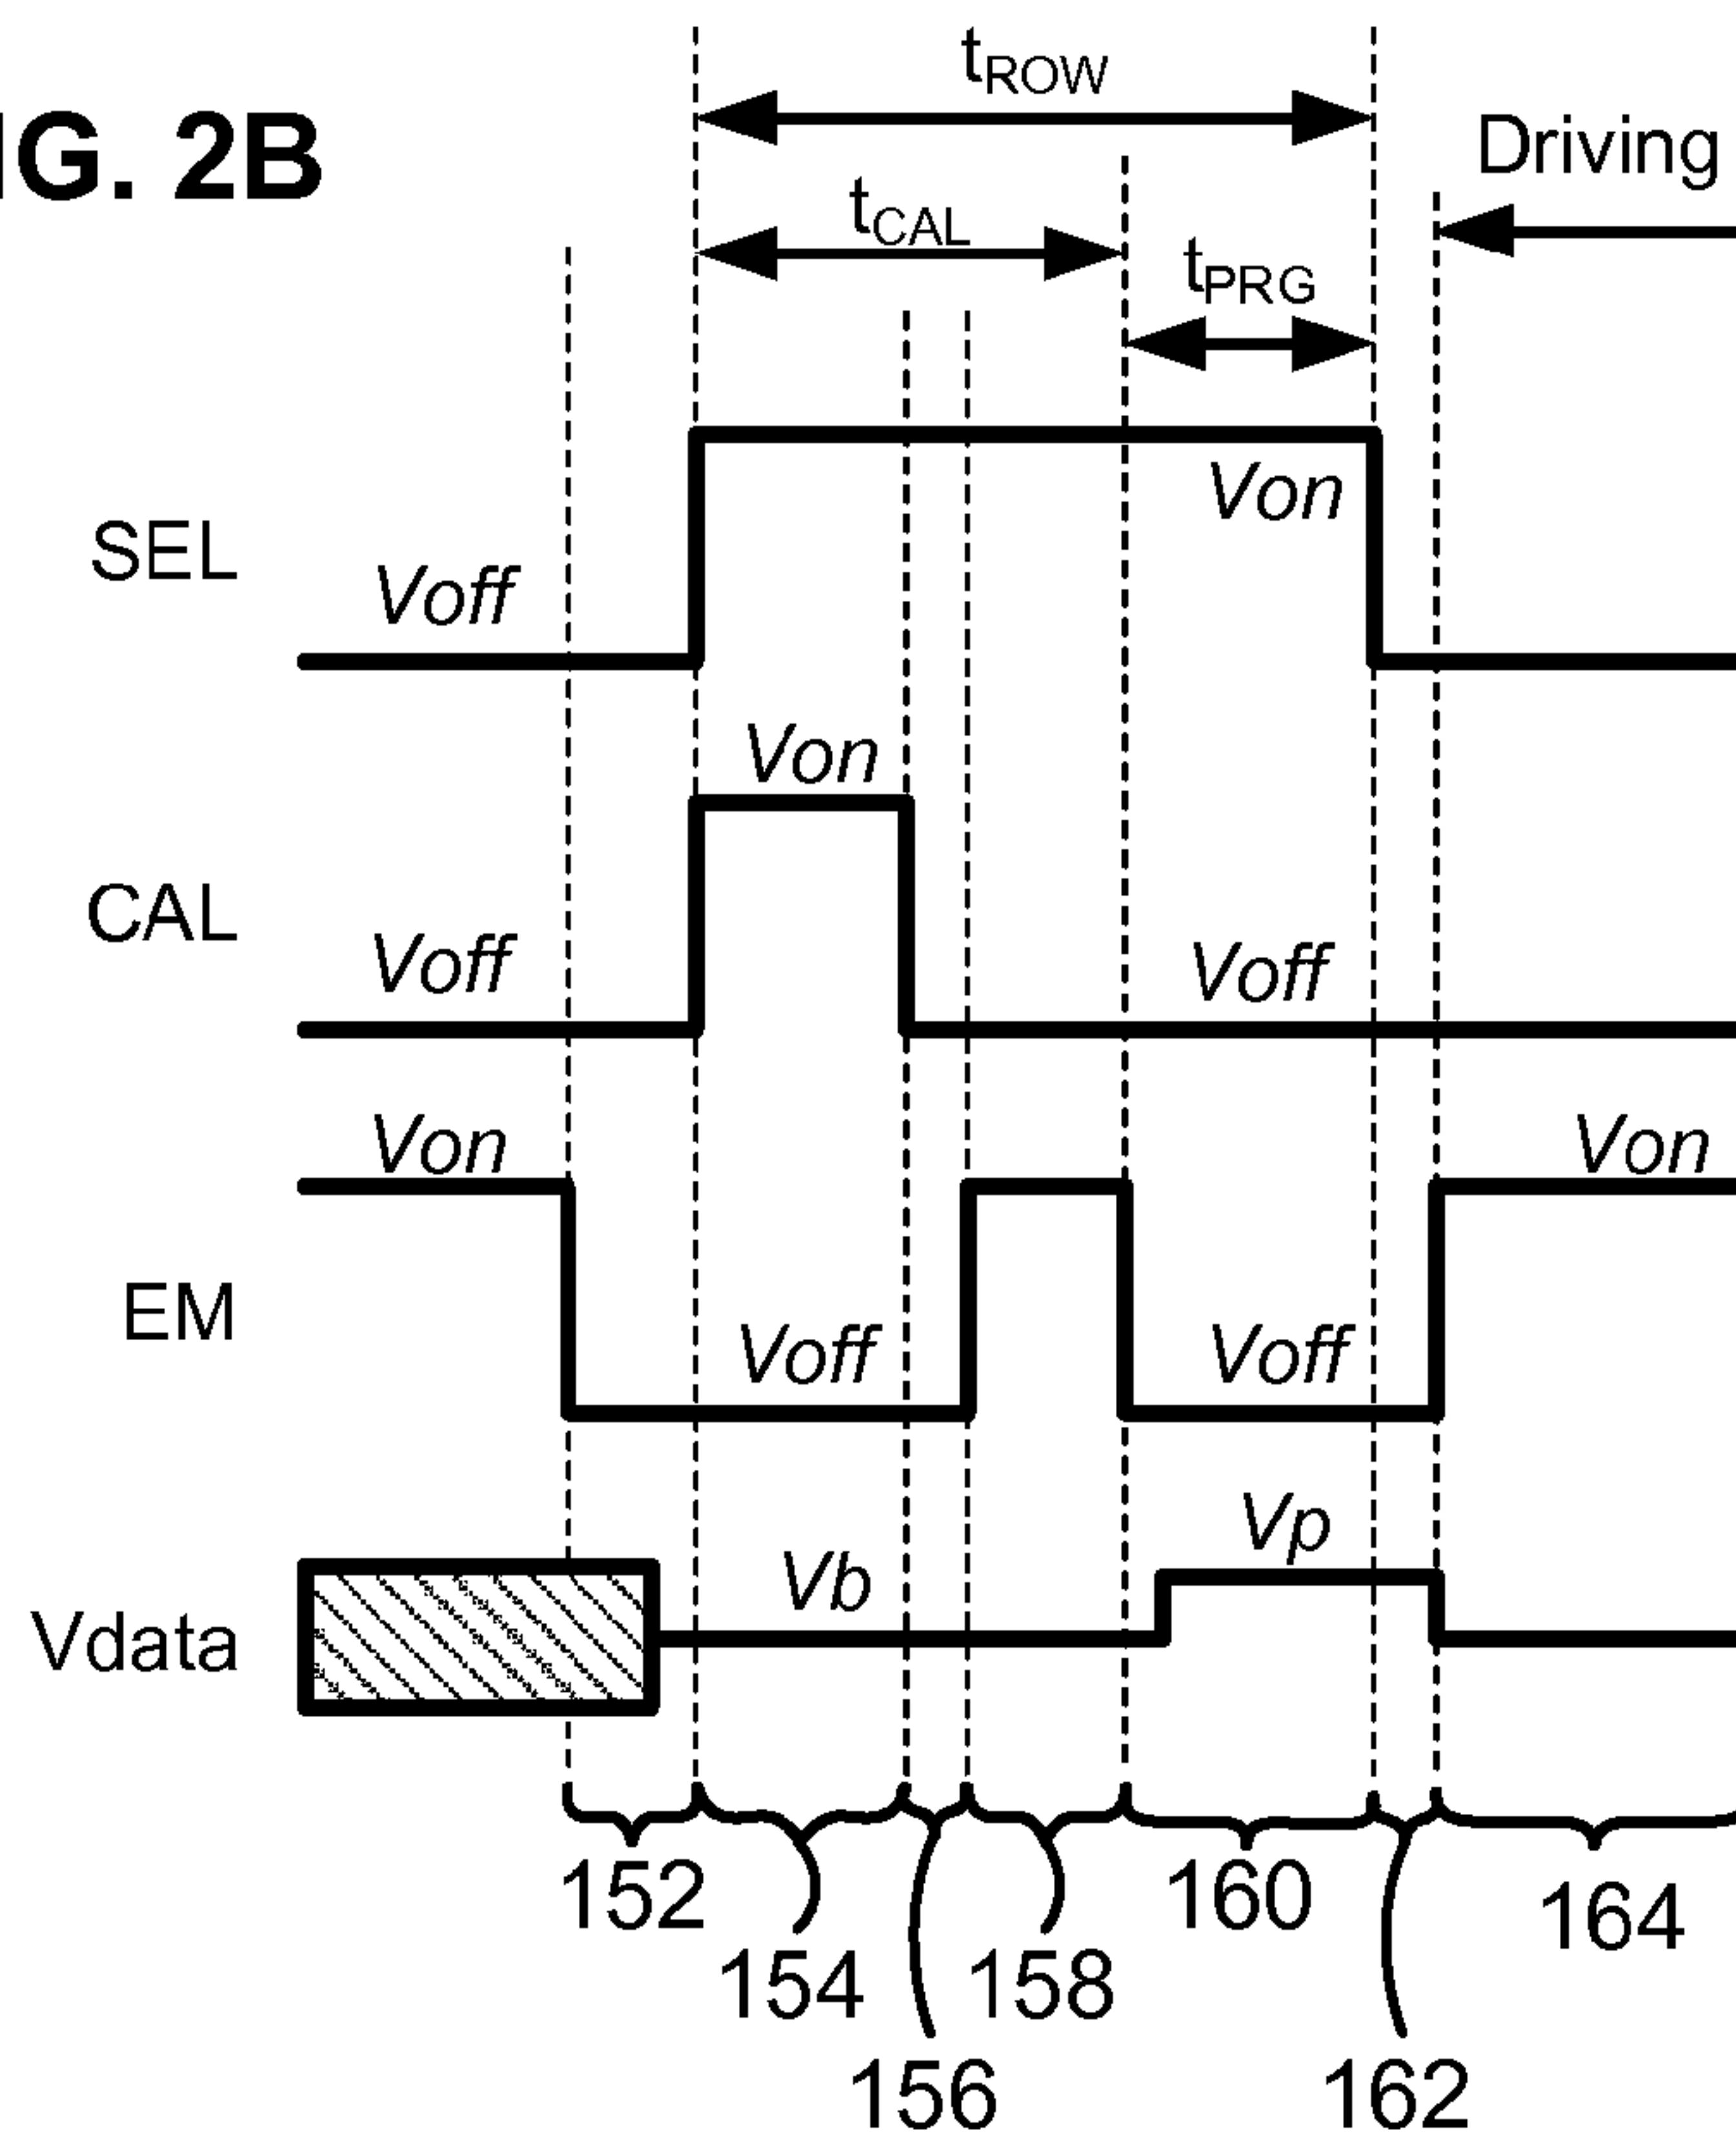 IG. 2B
tROW
Driving
tCAL
tPRG
SEL
Voff
Von
CAL
Voff
Von
Voff
EM
Von
Voff
Voff
Von
Vdata
Vb
Vp
152
154
156
158
160
162
164